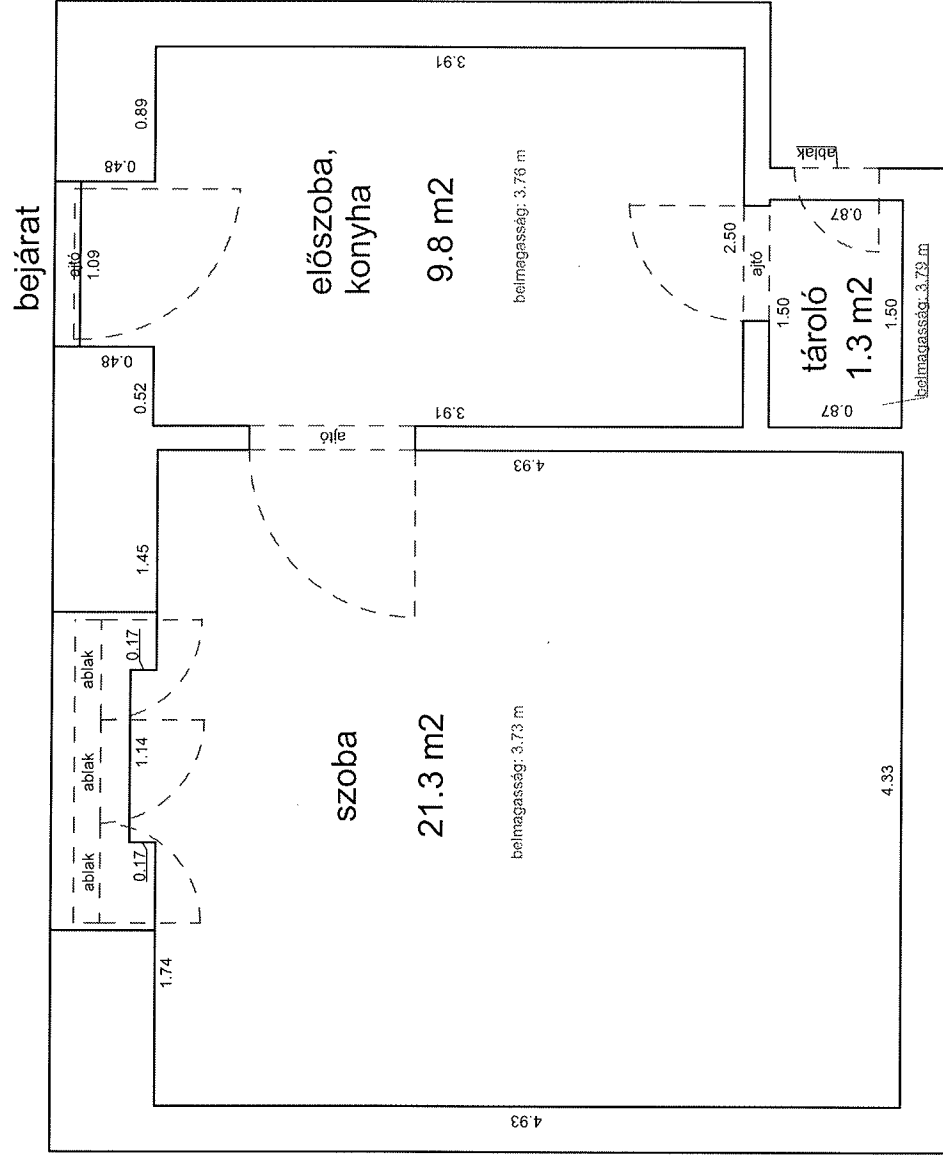 bejárat
ajtó
1.09
0.48
0.48
0.89
0.52
3.91
előszoba,
konyha
9.8 m2
belmagasság: 3.76 m
3.91
ajtó
2.50
ajtó
ablak
1.50
0.87
tároló
1.3 m2
0.87
1.50
belmagasság: 3.79 m
ablak
ablak
ablak
0.17
1.14
0.17
1.45
1.74
4.93
szoba
21.3 m2
belmagasság: 3.73 m
4.33
4.93